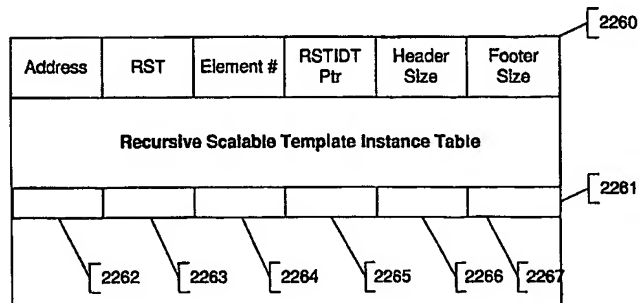 2260
Address RST Element # RSTIDT Ptr Header Size Footer Size
Recursive Scalable Template Instance Table
2261
2262 2263 2264 2265 2266 2267